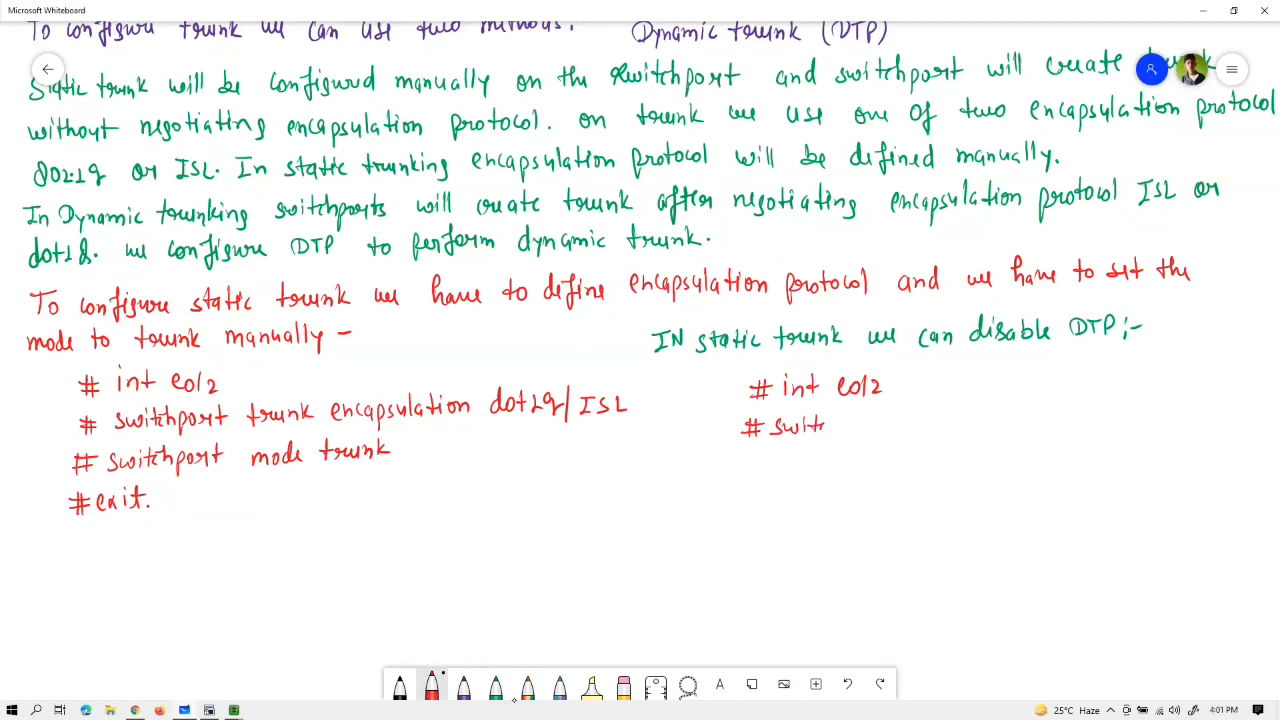 Microsoft Whiteboard
To configure trunk we can use two methods: Dynamic trunk (DTP)
Static trunk will be configured manually on the switchport and switchport will create trunk
without negotiating encapsulation protocol. on trunk we use one of two encapsulation protocol
802.1q or ISL. In static trunking encapsulation protocol will be defined manually.
In Dynamic trunking switchports will create trunk after negotiating encapsulation protocol ISL or
dot1q. we configure DTP to perform dynamic trunk.
To configure static trunk we have to define encapsulation protocol and we have to set the
mode to trunk manually -
# int e0/2
# switchport trunk encapsulation dot1q/ISL
# switchport mode trunk
#exit.
IN static trunk we can disable DTP:-
# int e0/2
# swit
25°C Haze
4:01 PM